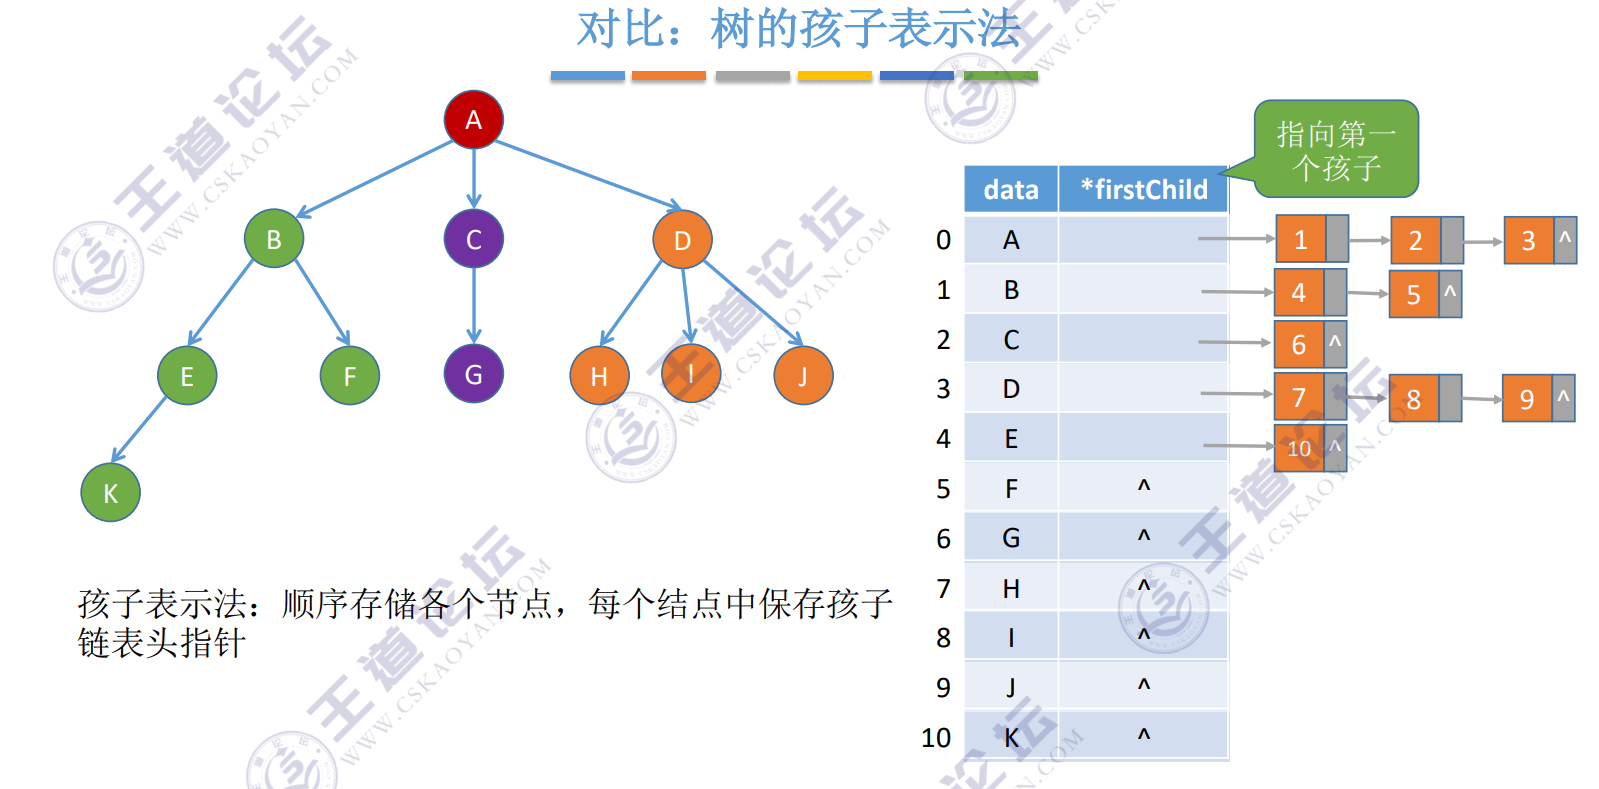 对比：树的孩子表示法
A
B
C
D
E
F
G
H
I
J
K
指向第一
个孩子
data *firstChild
0 A 1 2 3 ^
1 B 4 5 ^
2 C 6 ^
3 D 7 8 9 ^
4 E 10 ^
5 F ^
6 G ^
7 H ^
8 I ^
9 J ^
10 K ^
孩子表示法：顺序存储各个节点，每个结点中保存孩子
链表头指针
王道论坛
WWW.CSKAOYAN.COM